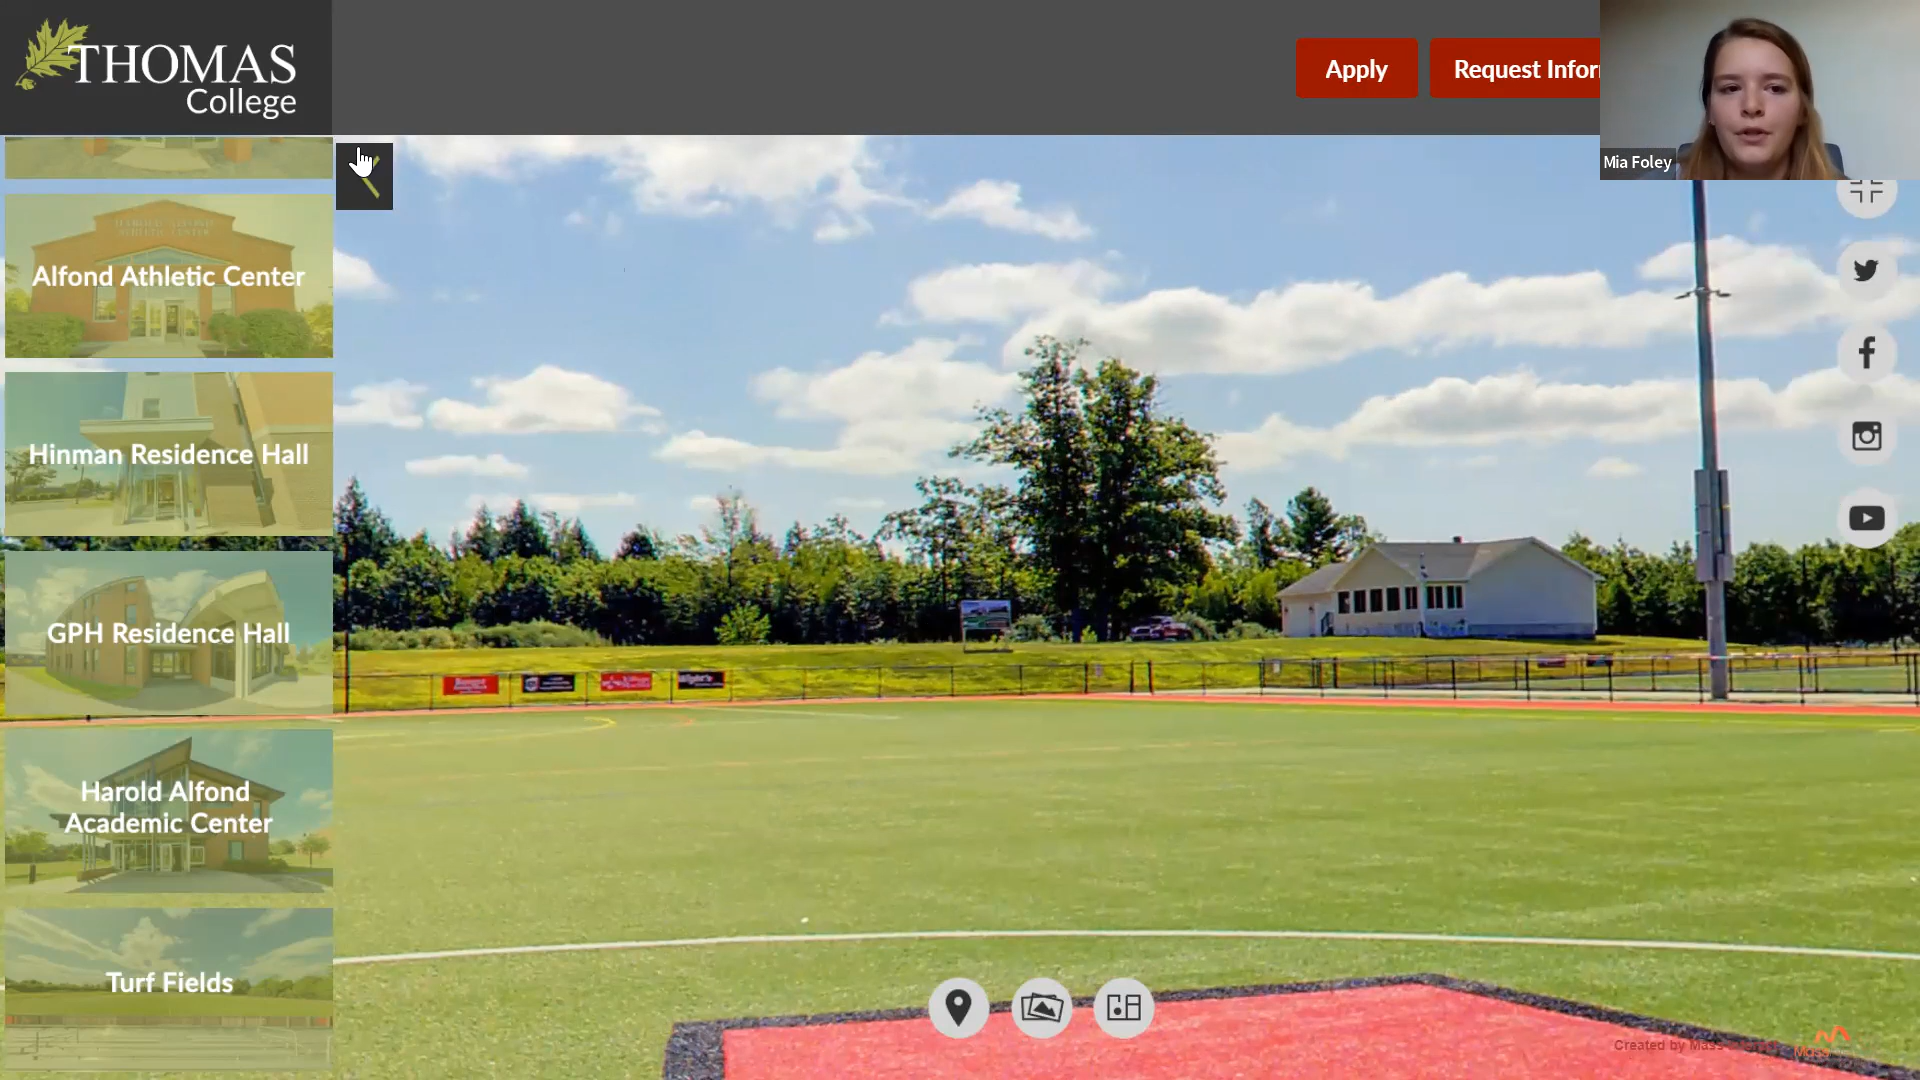 THOMAS
College
Apply
Request Infor
Mia Foley
Alfond Athletic Center
Hinman Residence Hall
GPH Residence Hall
Harold Alfond
Academic Center
Turf Fields
Created by Mass